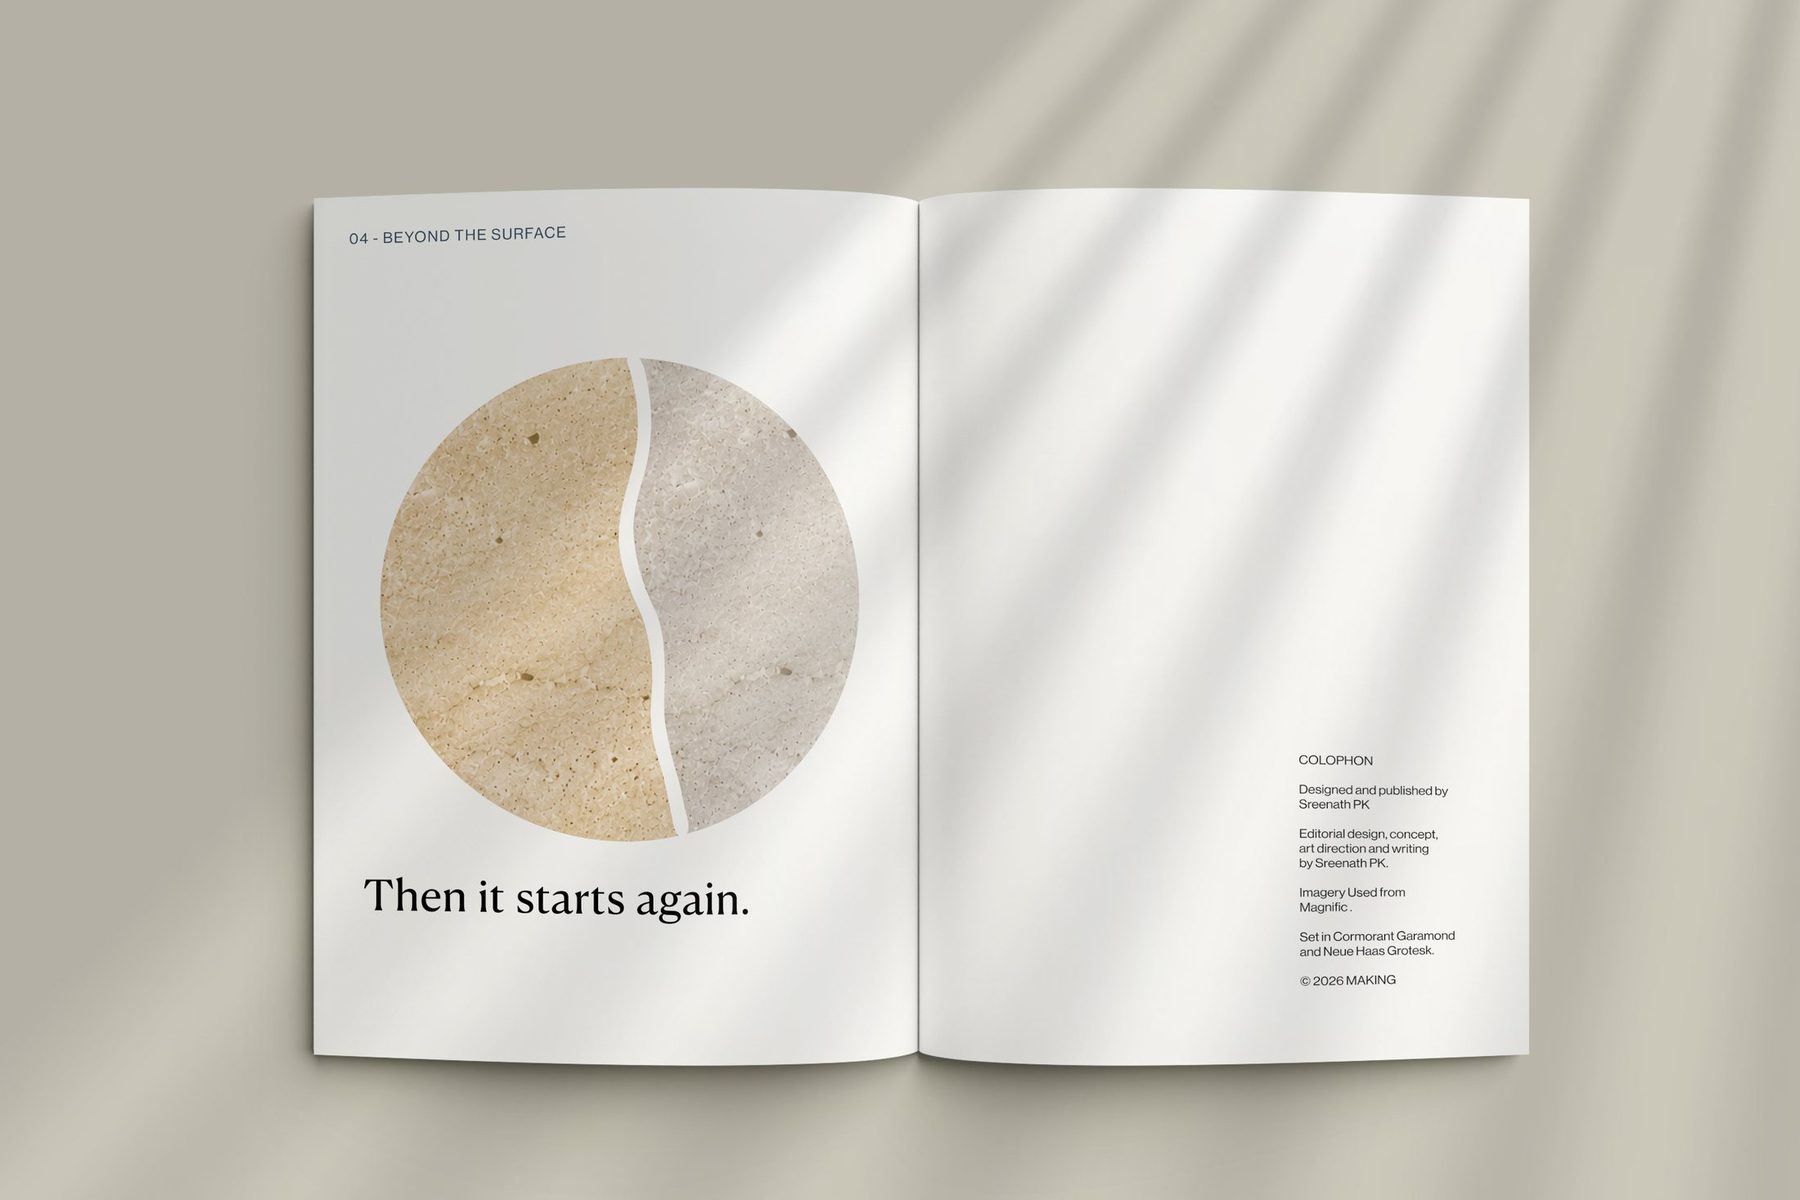 04 - BEYOND THE SURFACE
Then it starts again.
COLOPHON
Designed and published by
Sreenath PK
Editorial design, concept,
art direction and writing
by Sreenath PK.
Imagery Used from
Magnific .
Set in Cormorant Garamond
and Neue Haas Grotesk.
© 2026 MAKING